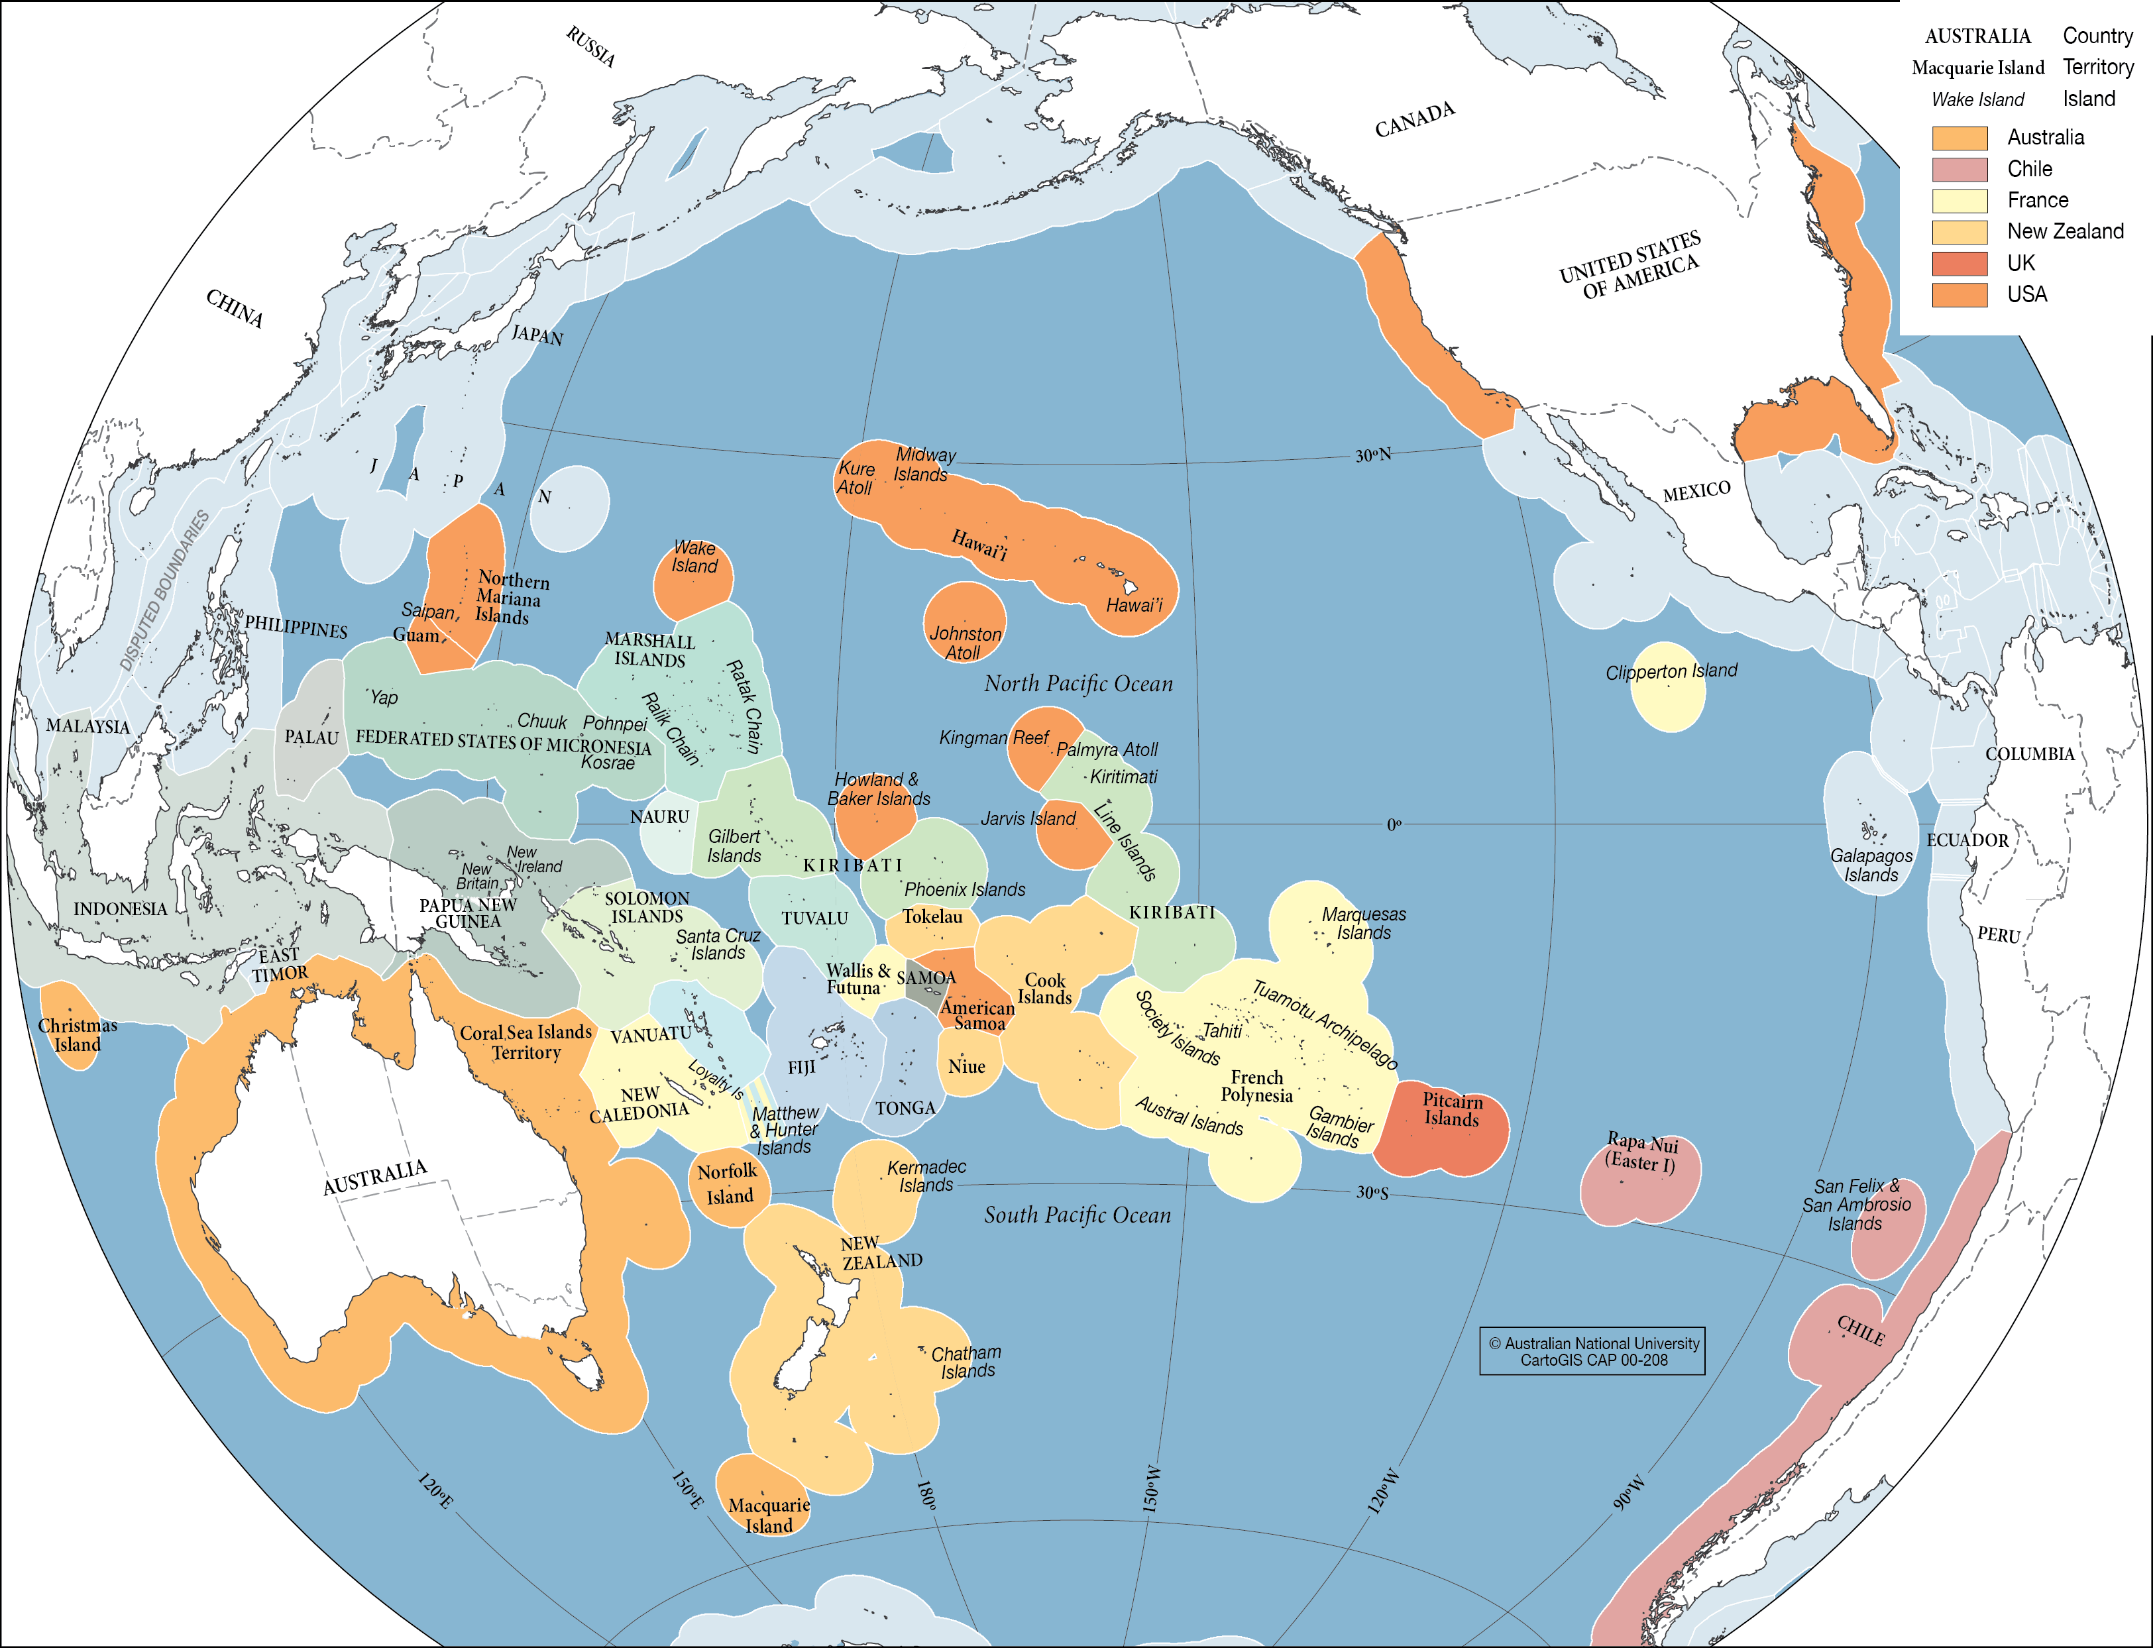 RUSSIA
CANADA
AUSTRALIA Country
Macquarie Island Territory
Wake Island Island
Australia
Chile
France
New Zealand
UK
USA
UNITED STATES
OF AMERICA
CHINA
JAPAN
J A P A N
30ºN
MEXICO
Midway
Islands
Kure
Atoll
Hawai'i
Hawai'i
Wake
Island
Johnston
Atoll
DISPUTED BOUNDARIES
PHILIPPINES
Northern
Mariana
Islands
Saipan
Guam
MARSHALL
ISLANDS
Ratak Chain
Ralik Chain
North Pacific Ocean
Clipperton Island
MALAYSIA
PALAU
Yap
Chuuk
Pohnpei
FEDERATED STATES OF MICRONESIA
Kosrae
Kingman Reef
Palmyra Atoll
Kiritimati
COLUMBIA
Howland &
Baker Islands
NAURU
Jarvis Island
Line Islands
0º
Gilbert
Islands
KIRIBATI
ECUADOR
Galapagos
Islands
New
Ireland
New
Britain
Phoenix Islands
INDONESIA
PAPUA NEW
GUINEA
SOLOMON
ISLANDS
Santa Cruz
Islands
TUVALU
Tokelau
KIRIBATI
Marquesas
Islands
PERU
EAST
TIMOR
Wallis &
Futuna
SAMOA
American
Samoa
Cook
Islands
Society Islands
Tahiti
Tuamotu Archipelago
Christmas
Island
Coral Sea Islands
Territory
VANUATU
Loyalty Is
FIJI
Niue
NEW
CALEDONIA
TONGA
Matthew
& Hunter
Islands
French
Polynesia
Austral Islands
Gambier
Islands
Pitcairn
Islands
Rapa Nui
(Easter I)
AUSTRALIA
Norfolk
Island
Kermadec
Islands
30ºS
San Felix &
San Ambrosio
Islands
South Pacific Ocean
NEW
ZEALAND
CHILE
Chatham
Islands
© Australian National University
CartoGIS CAP 00-208
Macquarie
Island
120ºE
150ºE
180º
150ºW
120ºW
90ºW